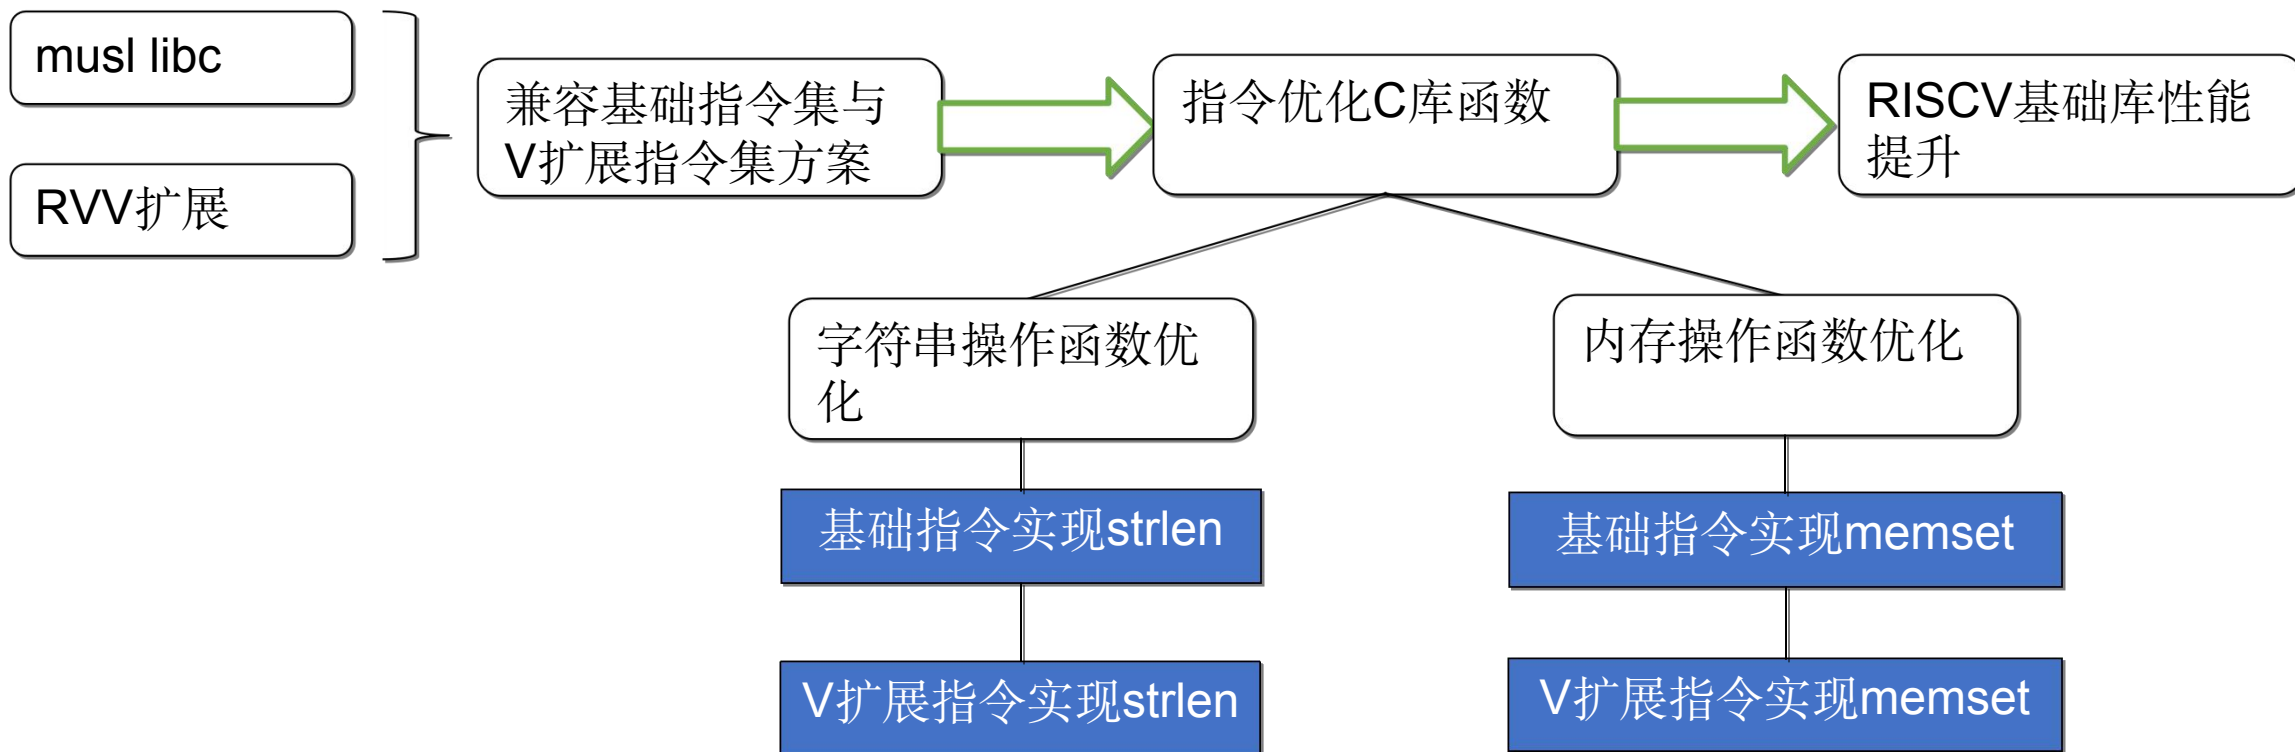 musl libc
RVV扩展
兼容基础指令集与
V扩展指令集方案
指令优化C库函数
RISCV基础库性能
提升
字符串操作函数优
化
内存操作函数优化
基础指令实现strlen
基础指令实现memset
V扩展指令实现strlen
V扩展指令实现memset